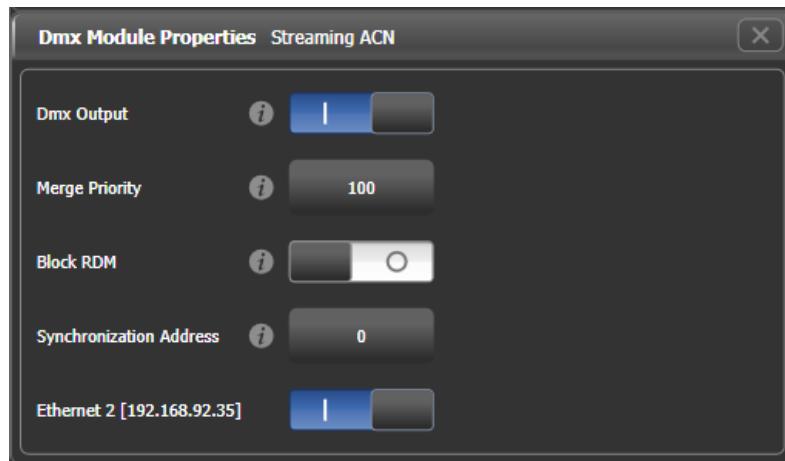 Dmx Module Properties Streaming ACN
Dmx Output
Merge Priority 100
Block RDM
Synchronization Address 0
Ethernet 2 [192.168.92.35]